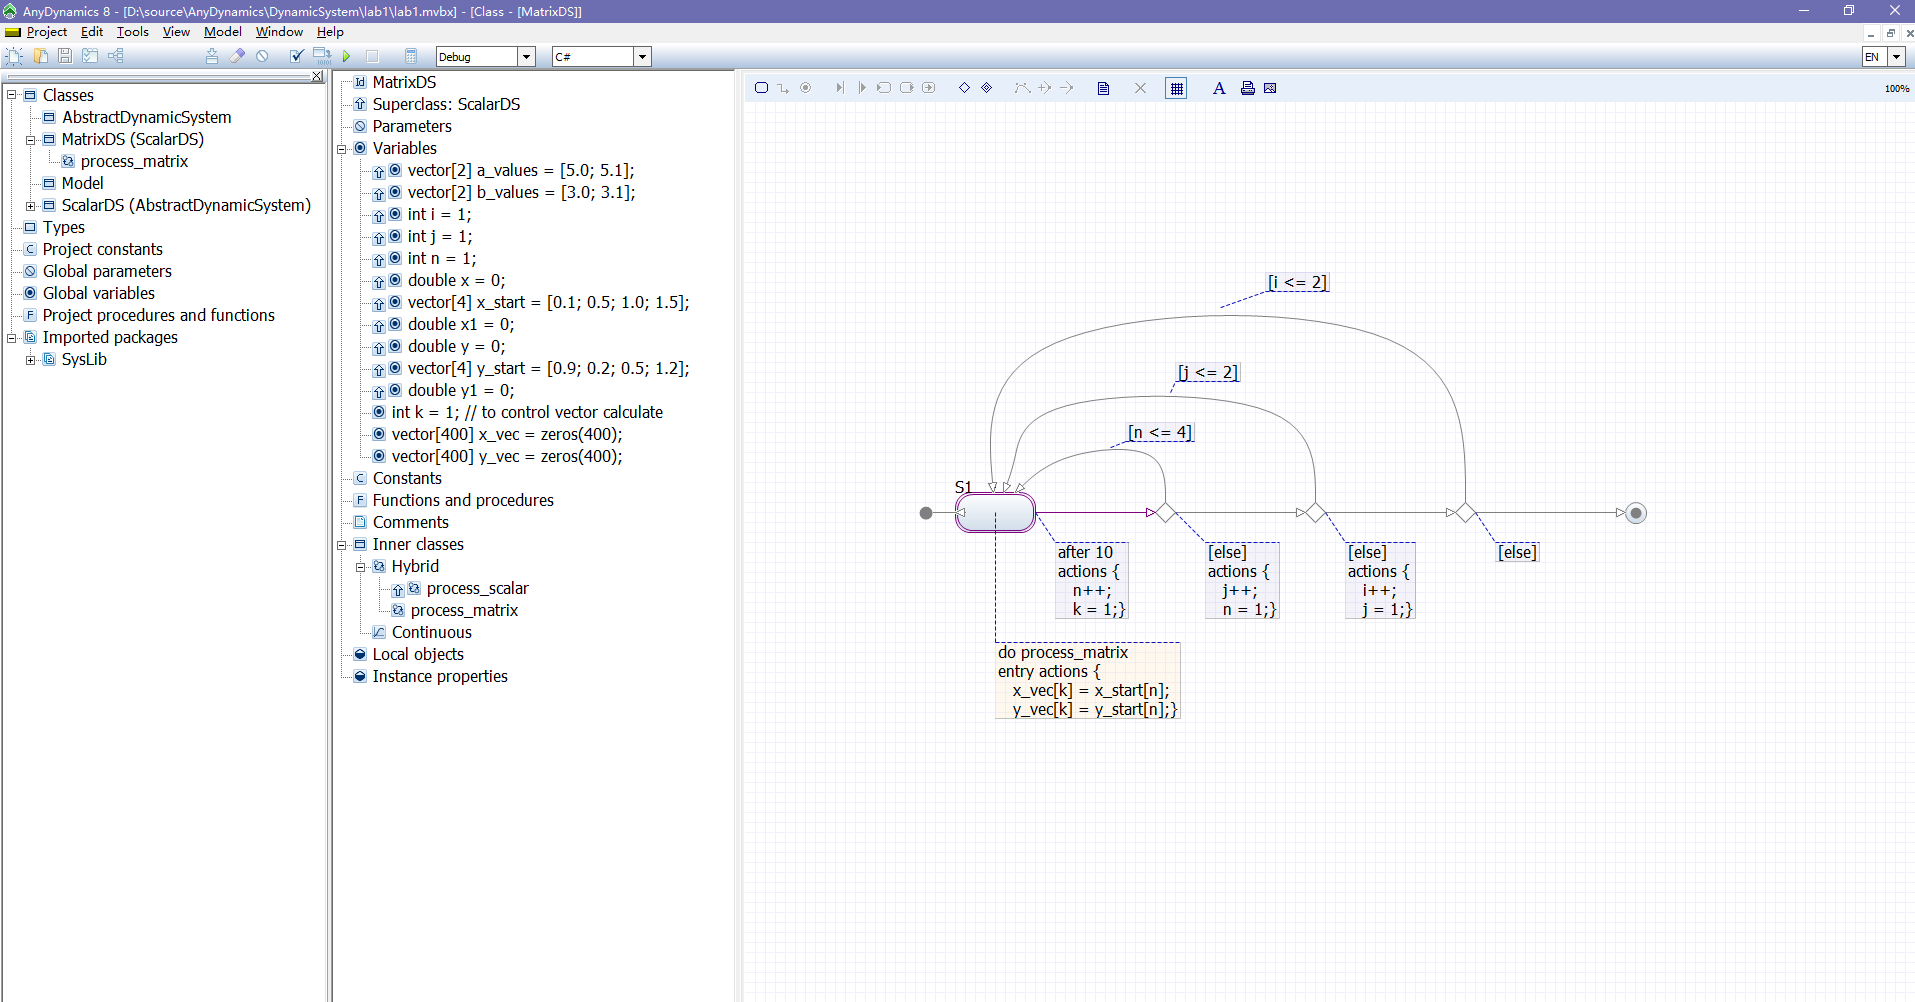 AnyDynamics 8 - [D:\source\AnyDynamics\DynamicSystem\lab1\lab1.mvbx] - [Class - [MatrixDS]]
Project Edit Tools View Model Window Help
Debug C# EN
Classes
AbstractDynamicSystem
MatrixDS (ScalarDS)
process_matrix
Model
ScalarDS (AbstractDynamicSystem)
Types
Project constants
Global parameters
Global variables
Project procedures and functions
Imported packages
SysLib
MatrixDS
Superclass: ScalarDS
Parameters
Variables
vector[2] a_values = [5.0; 5.1];
vector[2] b_values = [3.0; 3.1];
int i = 1;
int j = 1;
int n = 1;
double x = 0;
vector[4] x_start = [0.1; 0.5; 1.0; 1.5];
double x1 = 0;
double y = 0;
vector[4] y_start = [0.9; 0.2; 0.5; 1.2];
double y1 = 0;
int k = 1; // to control vector calculate
vector[400] x_vec = zeros(400);
vector[400] y_vec = zeros(400);
Constants
Functions and procedures
Comments
Inner classes
Hybrid
process_scalar
process_matrix
Continuous
Local objects
Instance properties
100%
[i <= 2]
[j <= 2]
[n <= 4]
S1
after 10
actions {
n++;
k = 1;}
[else]
actions {
j++;
n = 1;}
[else]
actions {
i++;
j = 1;}
[else]
do process_matrix
entry actions {
x_vec[k] = x_start[n];
y_vec[k] = y_start[n];}